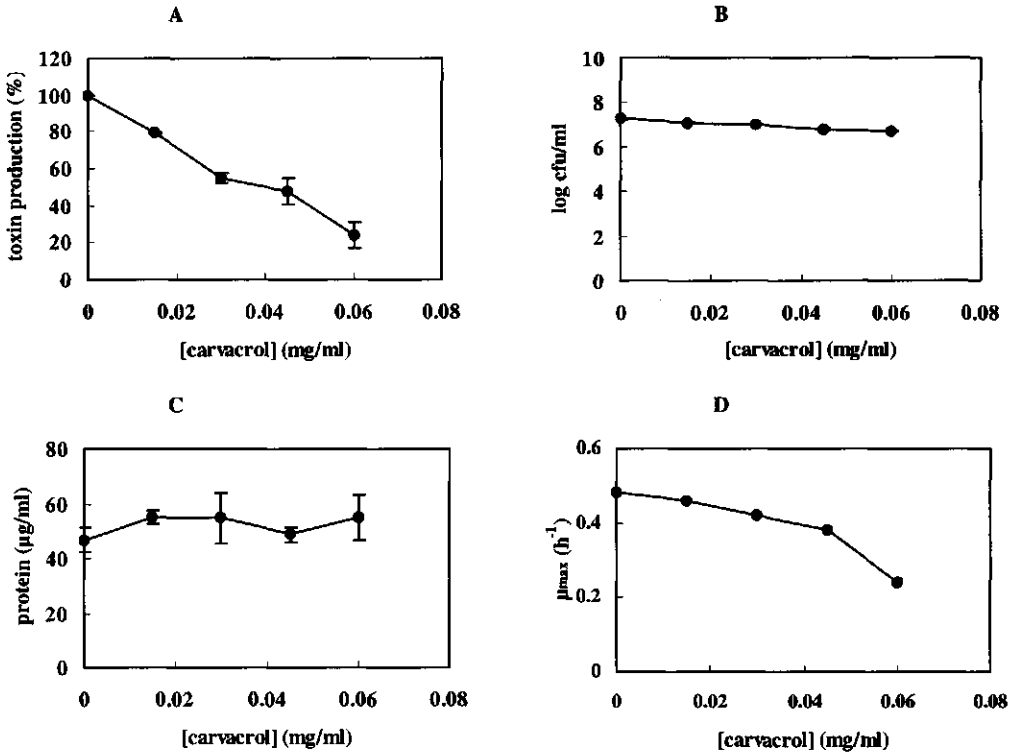 A
toxin production (%)
120
100
80
60
40
20
0
0 0.02 0.04 0.06 0.08
[carvacrol] (mg/ml)
B
log cfu/ml
10
8
6
4
2
0
0 0.02 0.04 0.06 0.08
[carvacrol] (mg/ml)
C
protein (µg/ml)
80
60
40
20
0
0 0.02 0.04 0.06 0.08
[carvacrol] (mg/ml)
D
µmax (h⁻¹)
0.6
0.4
0.2
0
0 0.02 0.04 0.06 0.08
[carvacrol] (mg/ml)